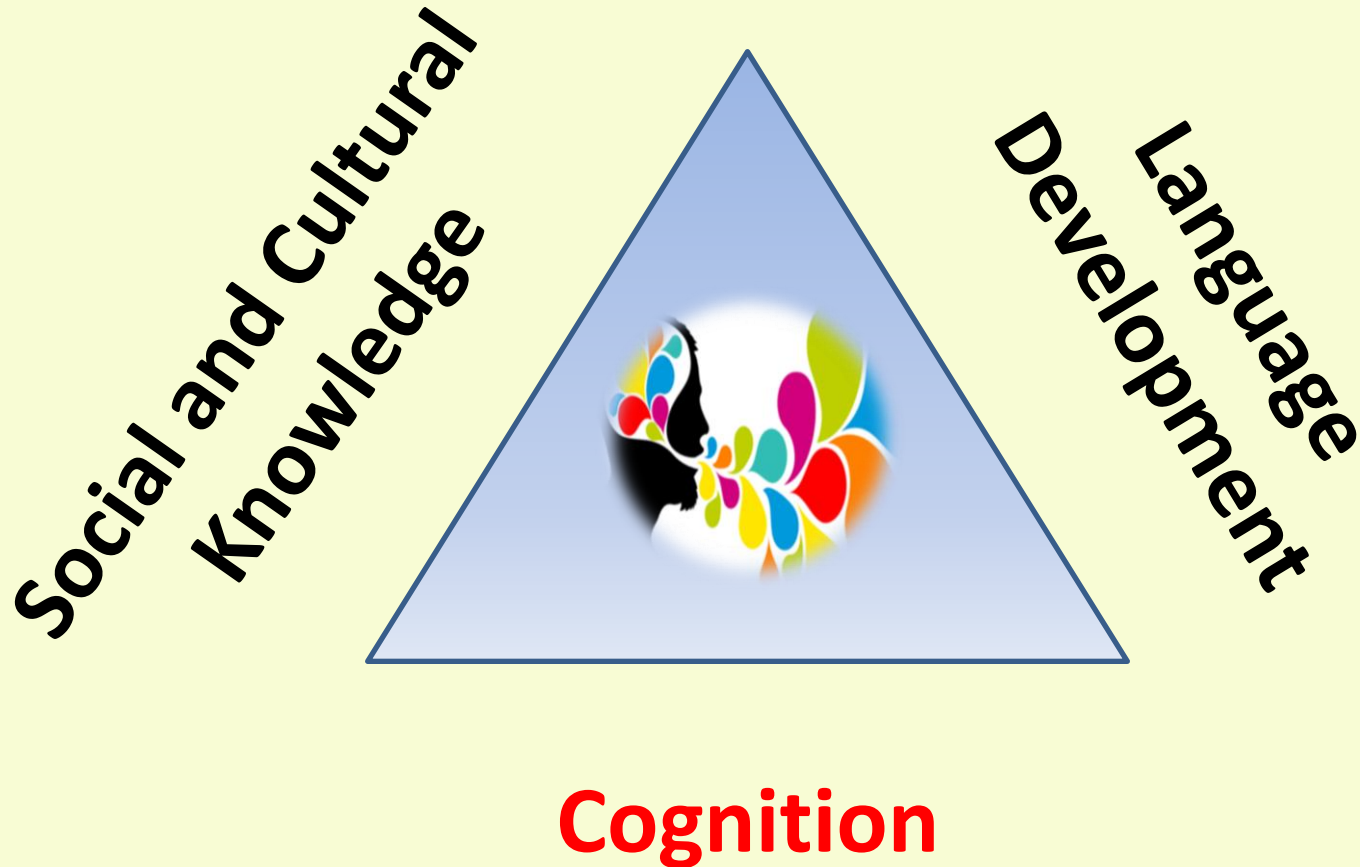 Social and Cultural
Knowledge
Language
Development
Cognition